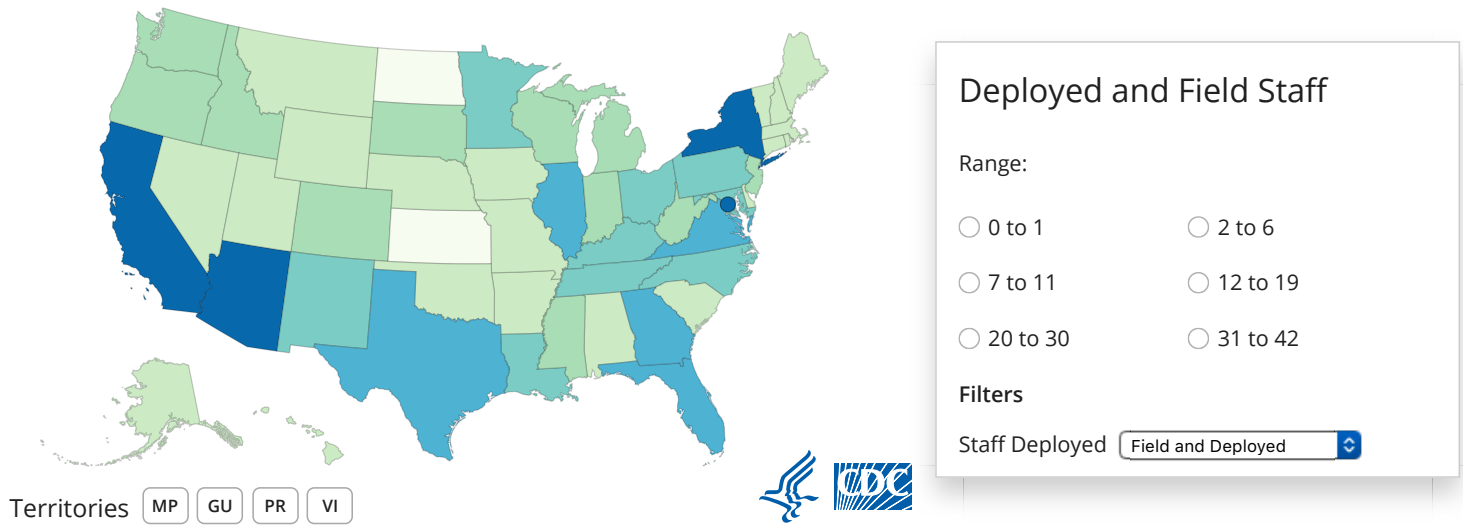 Deployed and Field Staff
Range:
0 to 1
2 to 6
7 to 11
12 to 19
20 to 30
31 to 42
Filters
Staff Deployed Field and Deployed
Territories MP GU PR VI
CDC